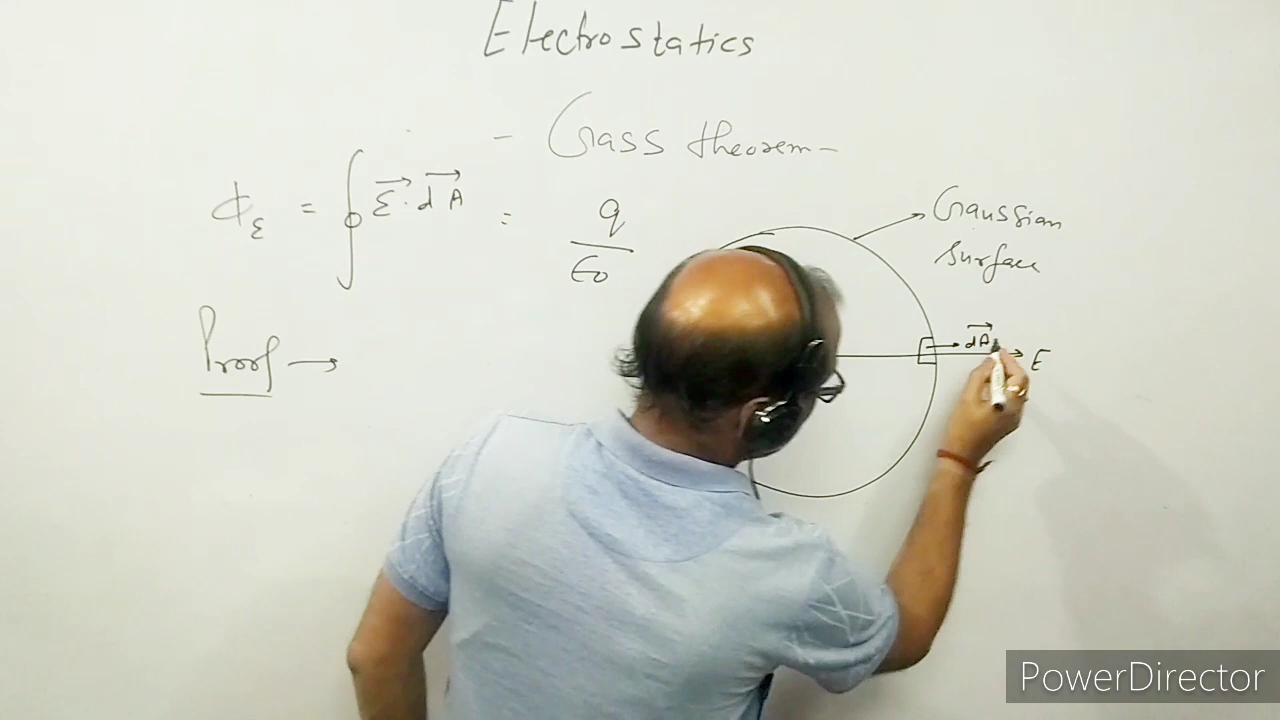 Electrostatics
- Gauss theorem -
ϕ_E = ∮ E⃗ . dA⃗ = q / ϵ0
Gaussian
surface
Proof →
dA⃗
E
PowerDirector